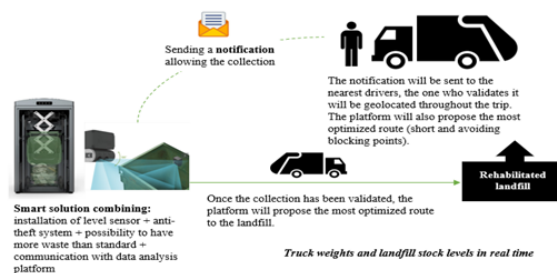 Sending a notification
allowing the collection
The notification will be sent to the
nearest drivers, the one who validates it
will be geolocated throughout the trip.
The platform will also propose the most
optimized route (short and avoiding
blocking points).
Smart solution combining:
installation of level sensor + anti-
theft system + possibility to have
more waste than standard +
communication with data analysis
platform
Once the collection has been validated, the
platform will propose the most optimized route
to the landfill.
Rehabilitated
landfill
Truck weights and landfill stock levels in real time